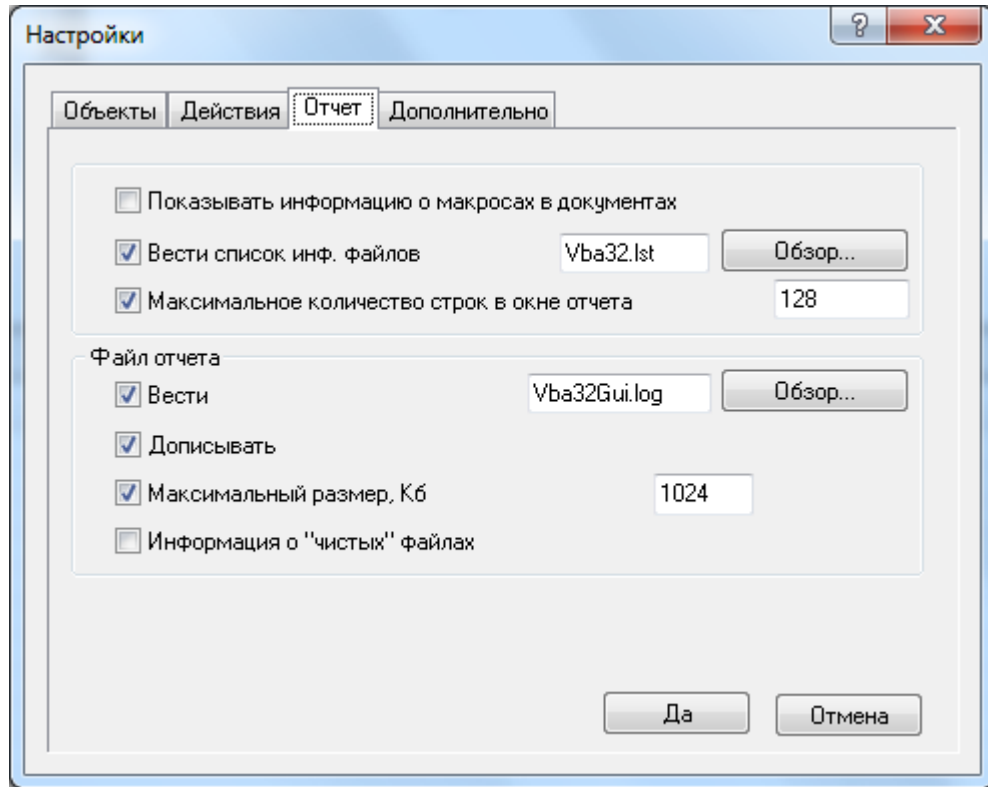 Настройки
Объекты Действия Отчет Дополнительно
Показывать информацию о макросах в документах
Вести список инф. файлов Vba32.lst Обзор...
Максимальное количество строк в окне отчета 128
Файл отчета
Вести Vba32Gui.log Обзор...
Дописывать
Максимальный размер, Кб 1024
Информация о "чистых" файлах
Да Отмена